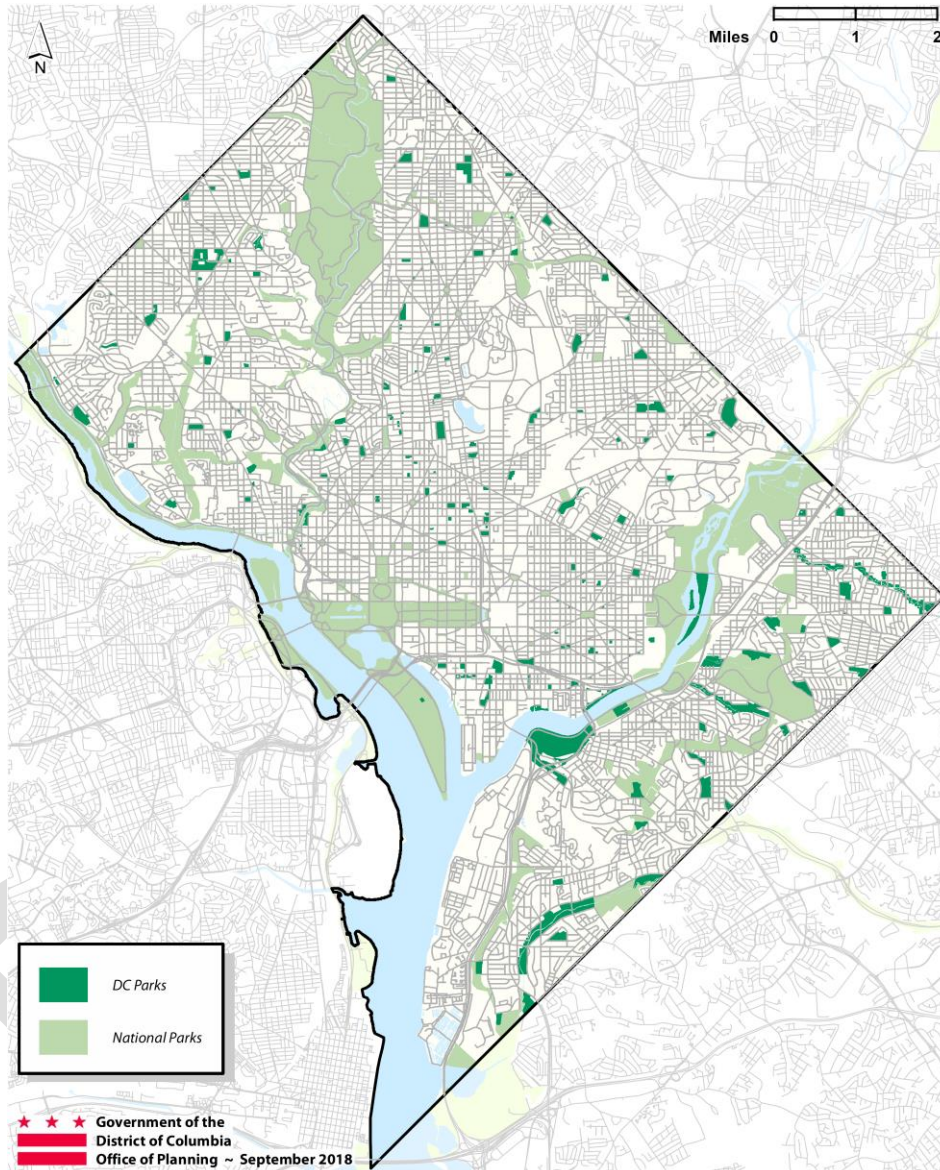 N
Miles 0 1 2
DC Parks
National Parks
Government of the
District of Columbia
Office of Planning ~ September 2018